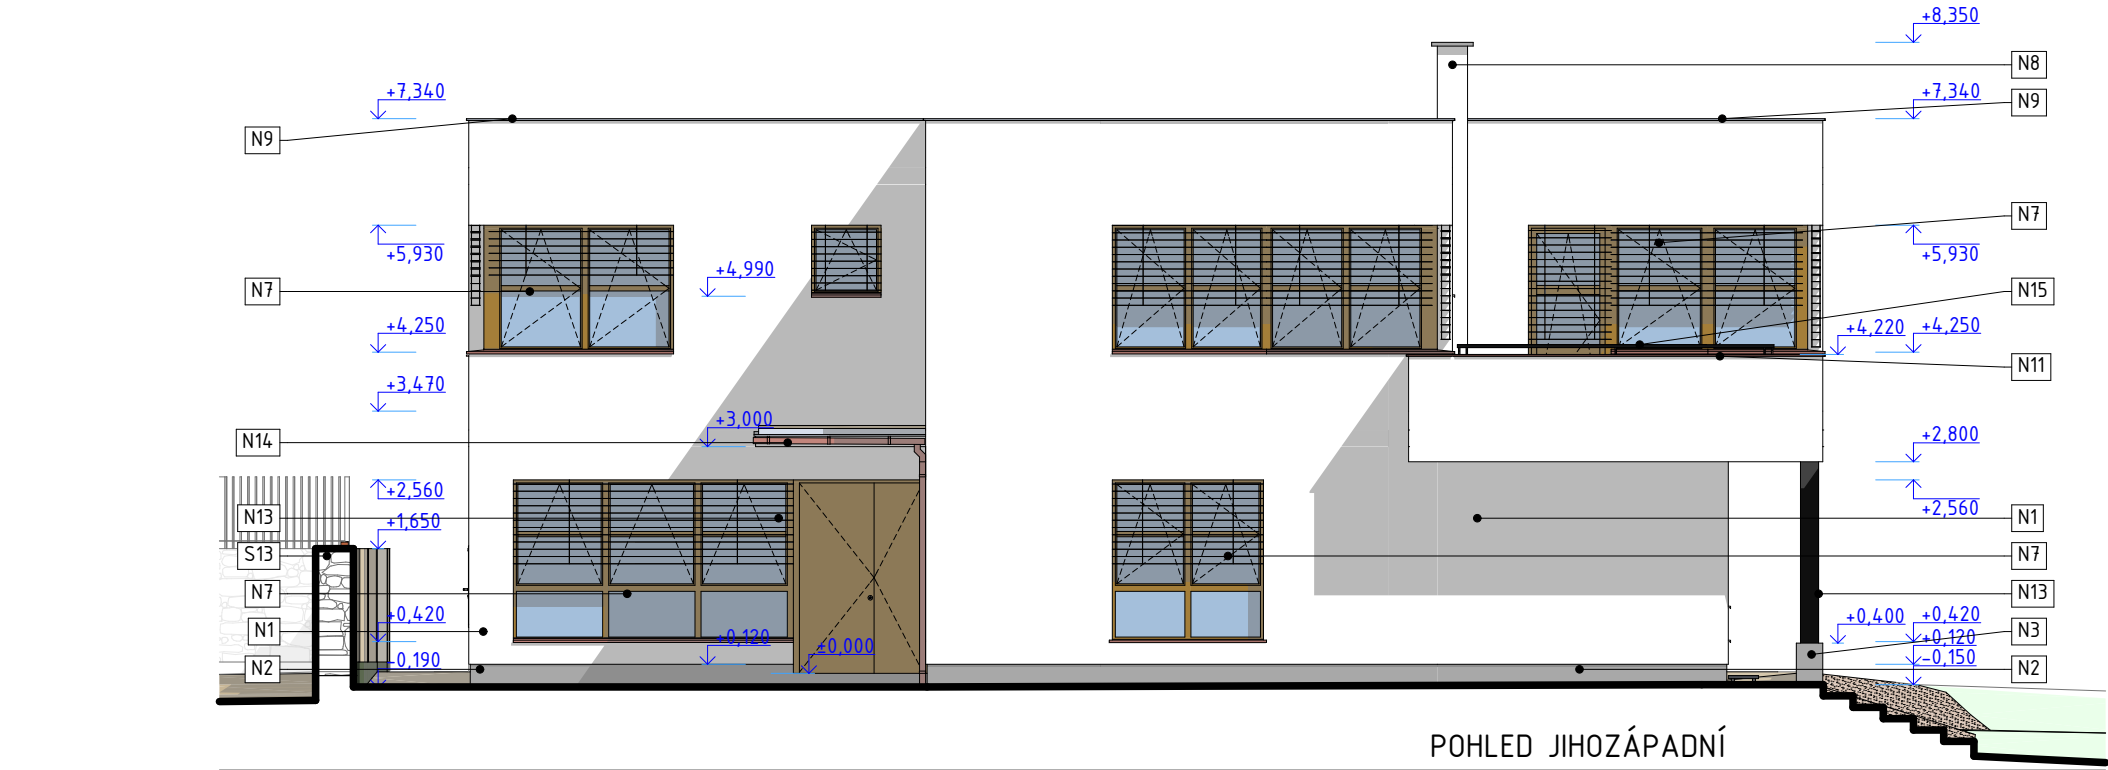 +8,350
N8
+7,340
+7,340
N9
N9
N7
+5,930
+5,930
+4,990
N7
N15
+4,250
+4,220
+4,250
N11
+3,470
+3,000
N14
+2,800
+2,560
+2,560
N13
N1
+1,650
S13
N7
N7
N13
+0,420
+0,400
+0,420
N1
+0,120
±0,000
+0,120
N3
-0,190
-0,150
N2
N2
POHLED JIHOZÁPADNÍ